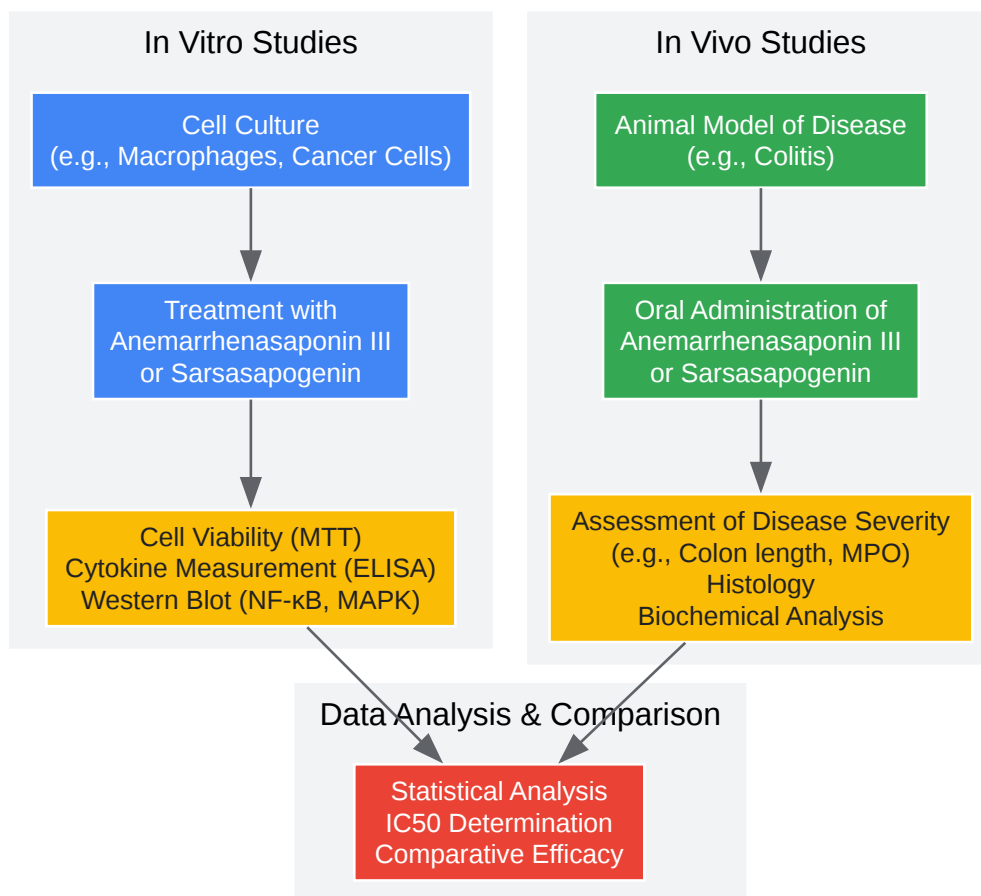 In Vitro Studies
Cell Culture
(e.g., Macrophages, Cancer Cells)
Treatment with
Anemarrhenasaponin III
or Sarsasapogenin
Cell Viability (MTT)
Cytokine Measurement (ELISA)
Western Blot (NF-κB, MAPK)
In Vivo Studies
Animal Model of Disease
(e.g., Colitis)
Oral Administration of
Anemarrhenasaponin III
or Sarsasapogenin
Assessment of Disease Severity
(e.g., Colon length, MPO)
Histology
Biochemical Analysis
Data Analysis & Comparison
Statistical Analysis
IC50 Determination
Comparative Efficacy